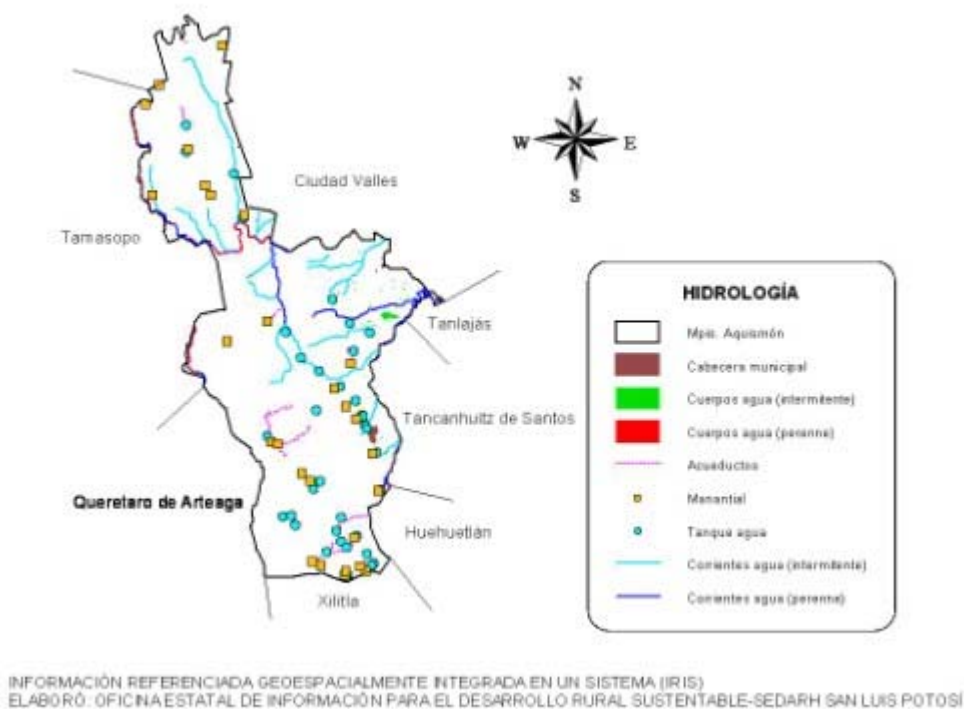 N
W E
S
Ciudad Valles
Tamasopo
Tanlajás
Tancanhuitz de Santos
Queretaro de Arteaga
Huehuetlán
Xilitla
HIDROLOGÍA
Mpio. Aquismón
Cabecera municipal
Cuerpos agua (intermitente)
Cuerpos agua (perenne)
Acueductos
Manantial
Tanque agua
Corrientes agua (intermitente)
Corrientes agua (perenne)
INFORMACIÓN REFERENCIADA GEOESPACIALMENTE INTEGRADA EN UN SISTEMA (IRIS)
ELABORÓ: OFICINA ESTATAL DE INFORMACIÓN PARA EL DESARROLLO RURAL SUSTENTABLE-SEDARH SAN LUIS POTOSÍ